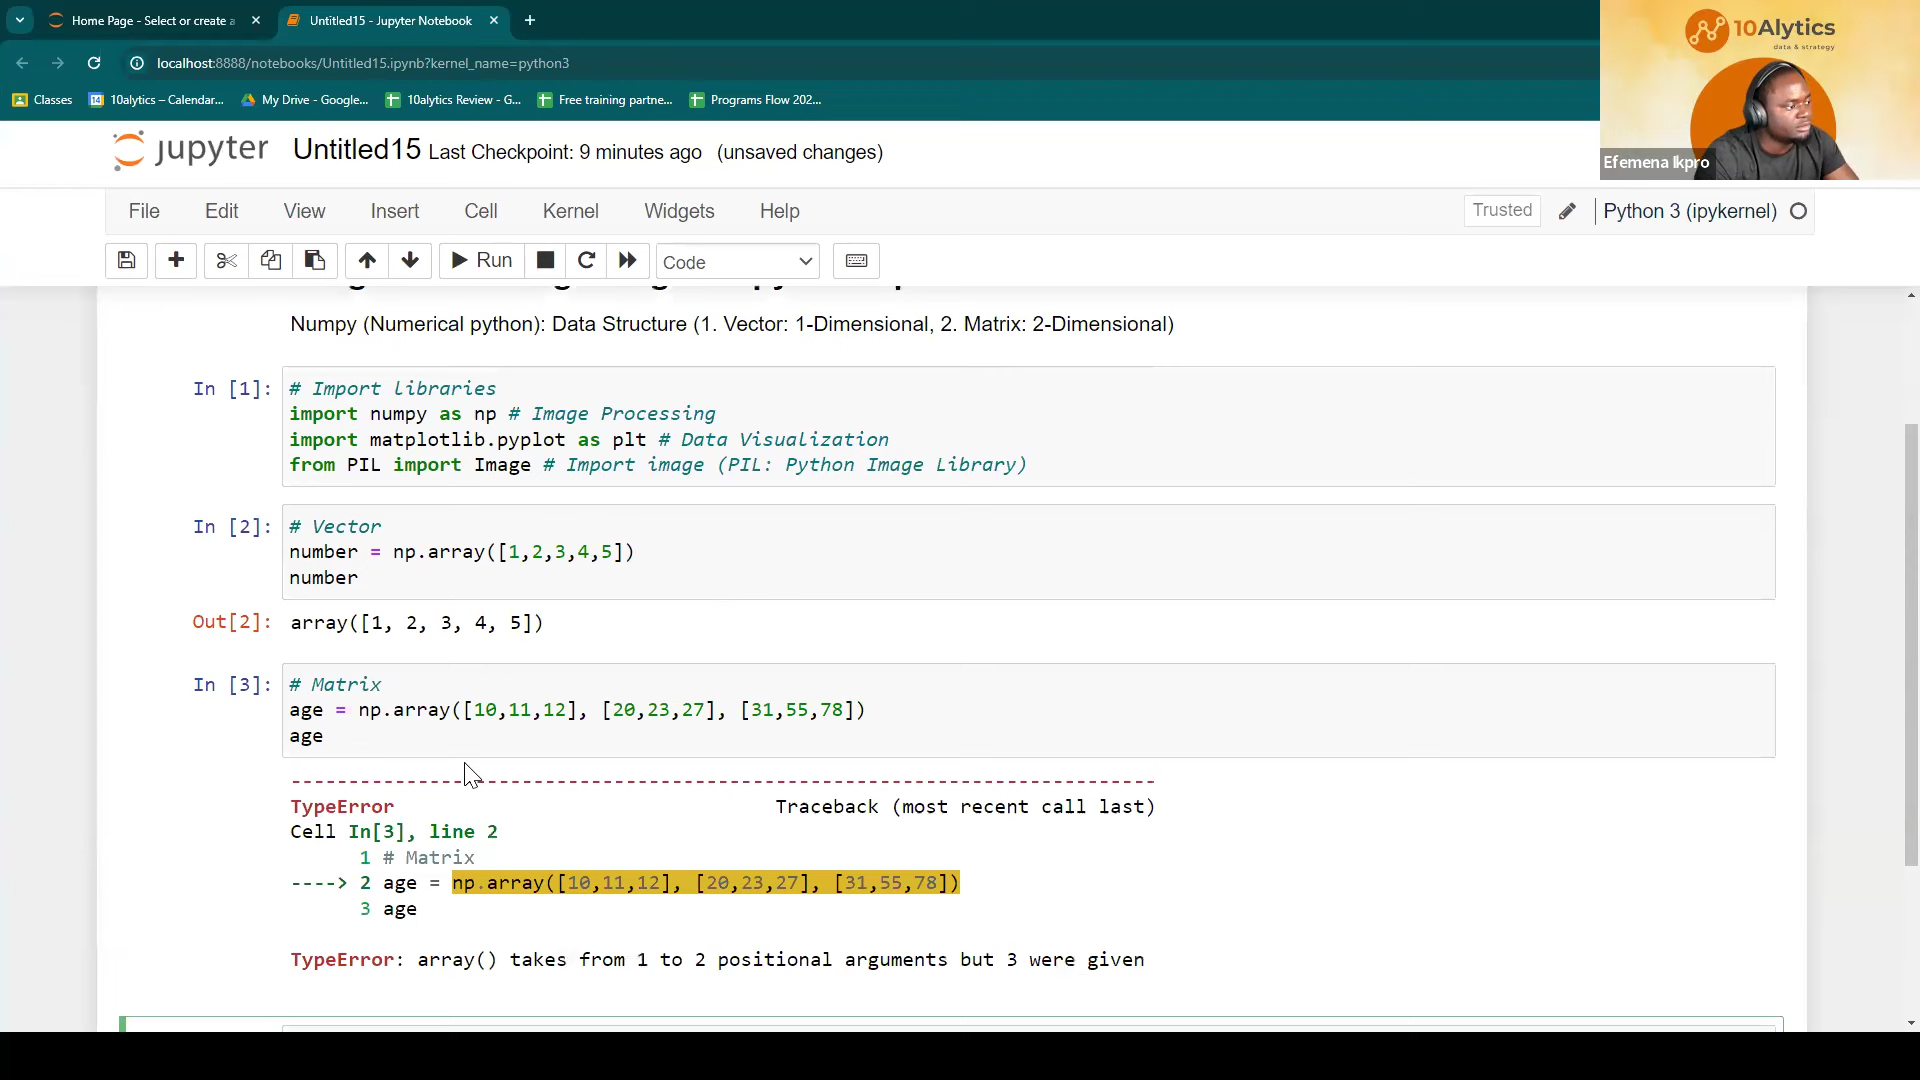 Home Page - Select or create a
Untitled15 - Jupyter Notebook
localhost:8888/notebooks/Untitled15.ipynb?kernel_name=python3
Classes
10alytics – Calendar...
My Drive - Google...
10alytics Review - G...
Free training partne...
Programs Flow 202...
10Alytics
data & strategy
Efemena Ikpro
jupyter
Untitled15 Last Checkpoint: 9 minutes ago (unsaved changes)
File Edit View Insert Cell Kernel Widgets Help
Trusted
Python 3 (ipykernel)
Run
Code
Numpy (Numerical python): Data Structure (1. Vector: 1-Dimensional, 2. Matrix: 2-Dimensional)
In [1]:
# Import libraries
import numpy as np # Image Processing
import matplotlib.pyplot as plt # Data Visualization
from PIL import Image # Import image (PIL: Python Image Library)
In [2]:
# Vector
number = np.array([1,2,3,4,5])
number
Out[2]: array([1, 2, 3, 4, 5])
In [3]:
# Matrix
age = np.array([10,11,12], [20,23,27], [31,55,78])
age
---------------------------------------------------------------------------
TypeError Traceback (most recent call last)
Cell In[3], line 2
1 # Matrix
----> 2 age = np.array([10,11,12], [20,23,27], [31,55,78])
3 age
TypeError: array() takes from 1 to 2 positional arguments but 3 were given